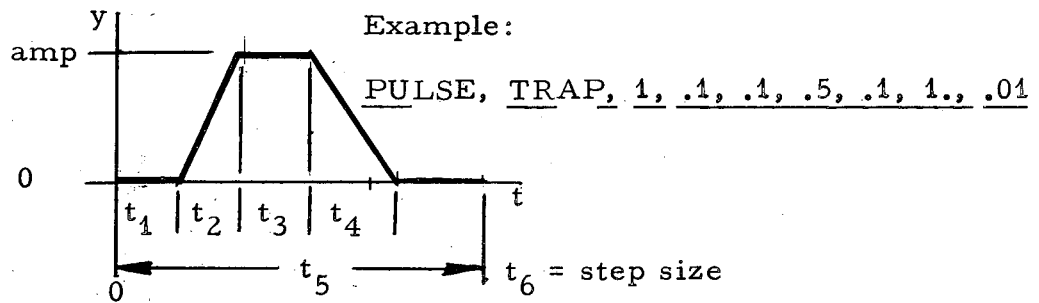 y
Example:
amp
PULSE, TRAP, 1, .1, .1, .5, .1, 1., .01
0
t
t1 t2 t3 t4
t5
t6 = step size
0